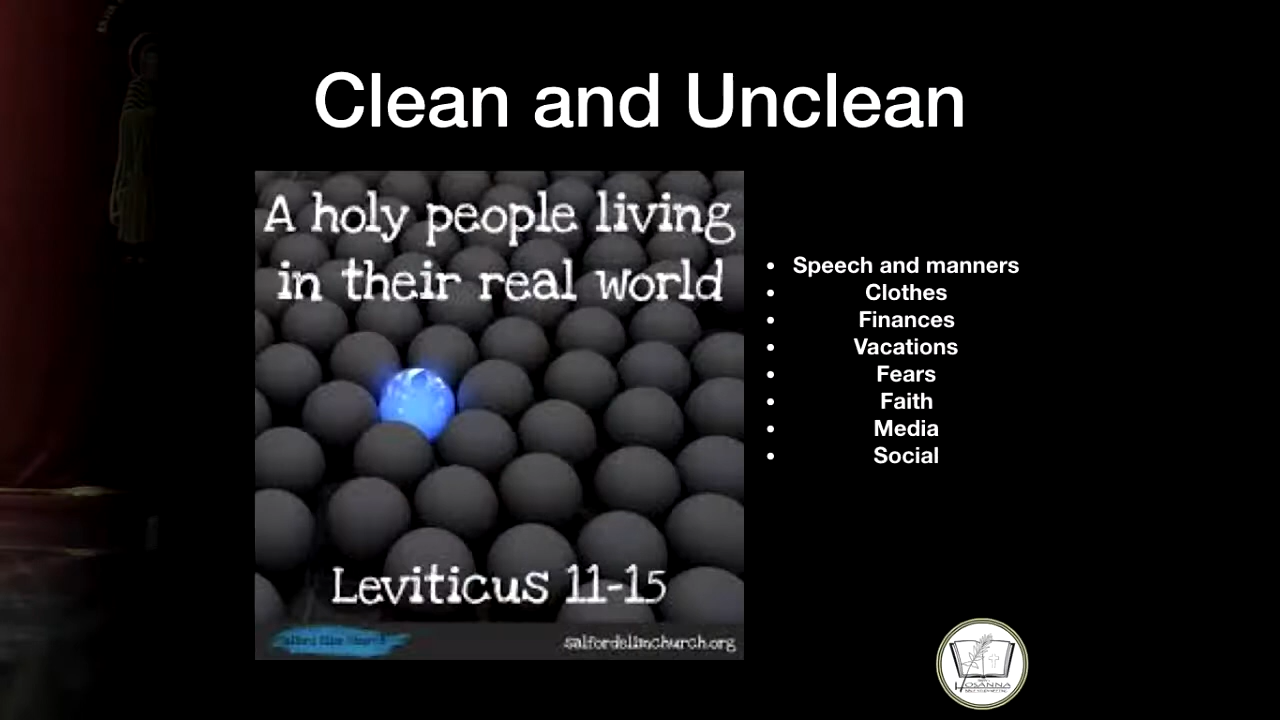 Clean and Unclean
A holy people living
in their real world
Leviticus 11-15
salfordelimchurch.org
• Speech and manners
• Clothes
• Finances
• Vacations
• Fears
• Faith
• Media
• Social
HOSANNA